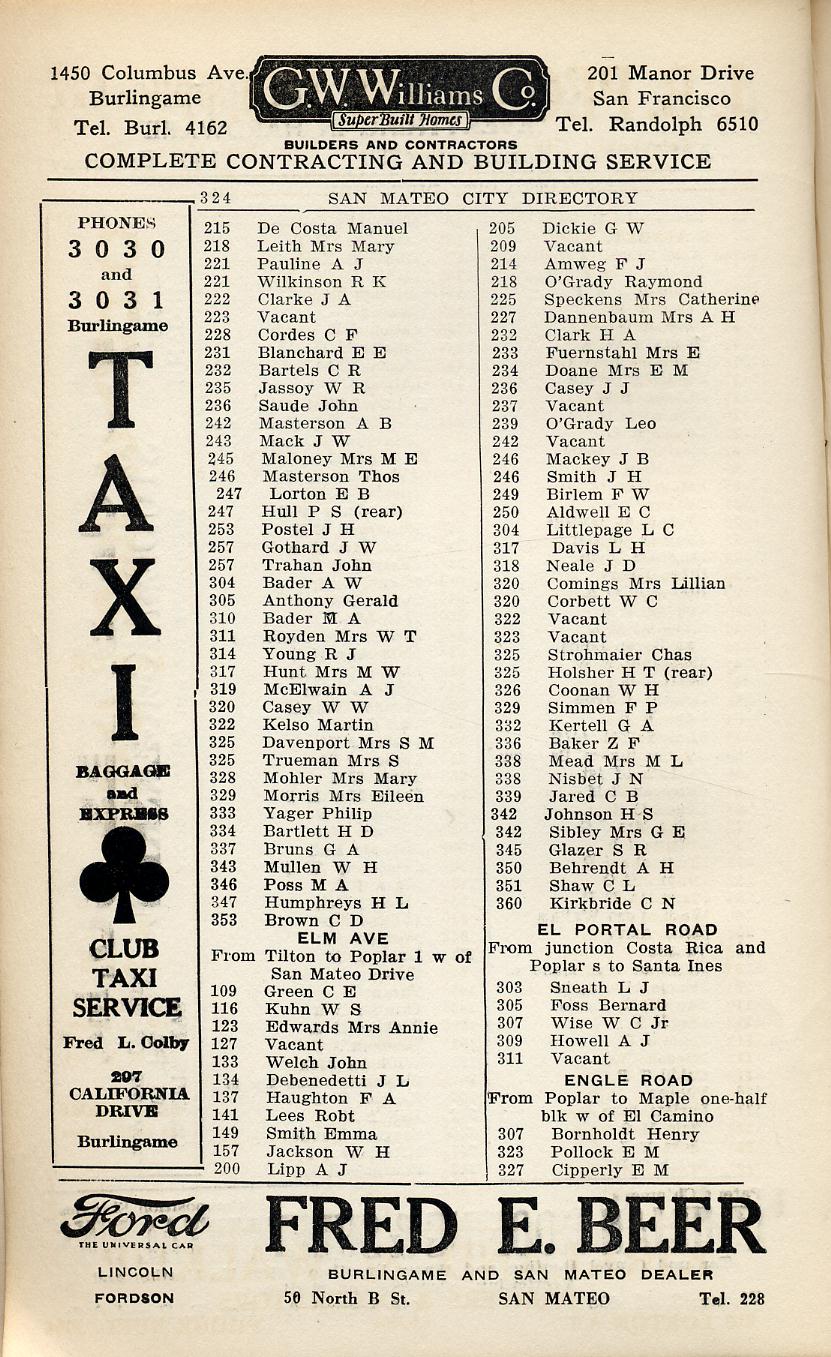 1450 Columbus Ave.
Burlingame
Tel. Burl. 4162
G.W. Williams Co.
Super Built Homes
201 Manor Drive
San Francisco
Tel. Randolph 6510
BUILDERS AND CONTRACTORS
COMPLETE CONTRACTING AND BUILDING SERVICE
324 SAN MATEO CITY DIRECTORY
PHONES
3 0 3 0
and
3 0 3 1
Burlingame
T
A
X
I
BAGGAGE
and
EXPRESS
CLUB
TAXI
SERVICE
Fred L. Colby
297
CALIFORNIA
DRIVE
Burlingame
215 De Costa Manuel
218 Leith Mrs Mary
221 Pauline A J
221 Wilkinson R K
222 Clarke J A
223 Vacant
228 Cordes C F
231 Blanchard E E
232 Bartels C R
235 Jassoy W R
236 Saude John
242 Masterson A B
243 Mack J W
245 Maloney Mrs M E
246 Masterson Thos
247 Lorton E B
247 Hull P S (rear)
253 Postel J H
257 Gothard J W
257 Trahan John
304 Bader A W
305 Anthony Gerald
310 Bader M A
311 Royden Mrs W T
314 Young R J
317 Hunt Mrs M W
319 McElwain A J
320 Casey W W
322 Kelso Martin
325 Davenport Mrs S M
325 Trueman Mrs S
328 Mohler Mrs Mary
329 Morris Mrs Eileen
333 Yager Philip
334 Bartlett H D
337 Bruns G A
343 Mullen W H
346 Poss M A
347 Humphreys H L
353 Brown C D
ELM AVE
From Tilton to Poplar 1 w of
San Mateo Drive
109 Green C E
116 Kuhn W S
123 Edwards Mrs Annie
127 Vacant
133 Welch John
134 Debenedetti J L
137 Haughton F A
141 Lees Robt
149 Smith Emma
157 Jackson W H
200 Lipp A J
205 Dickie G W
209 Vacant
214 Amweg F J
218 O'Grady Raymond
225 Speckens Mrs Catherine
227 Dannenbaum Mrs A H
232 Clark H A
233 Fuernstahl Mrs E
234 Doane Mrs E M
236 Casey J J
237 Vacant
239 O'Grady Leo
242 Vacant
246 Mackey J B
246 Smith J H
249 Birlem F W
250 Aldwell E C
304 Littlepage L C
317 Davis L H
318 Neale J D
320 Comings Mrs Lillian
320 Corbett W C
322 Vacant
323 Vacant
325 Strohmaier Chas
325 Holsher H T (rear)
326 Coonan W H
329 Simmen F P
332 Kertell G A
336 Baker Z F
338 Mead Mrs M L
338 Nisbet J N
339 Jared C B
342 Johnson H S
342 Sibley Mrs G E
345 Glazer S R
350 Behrendt A H
351 Shaw C L
360 Kirkbride C N
EL PORTAL ROAD
From junction Costa Rica and
Poplar s to Santa Ines
303 Sneath L J
305 Foss Bernard
307 Wise W C Jr
309 Howell A J
311 Vacant
ENGLE ROAD
From Poplar to Maple one-half
blk w of El Camino
307 Bornholdt Henry
323 Pollock E M
327 Cipperly E M
Ford
THE UNIVERSAL CAR
LINCOLN
FORDSON
FRED E. BEER
BURLINGAME AND SAN MATEO DEALER
50 North B St. SAN MATEO Tel. 228